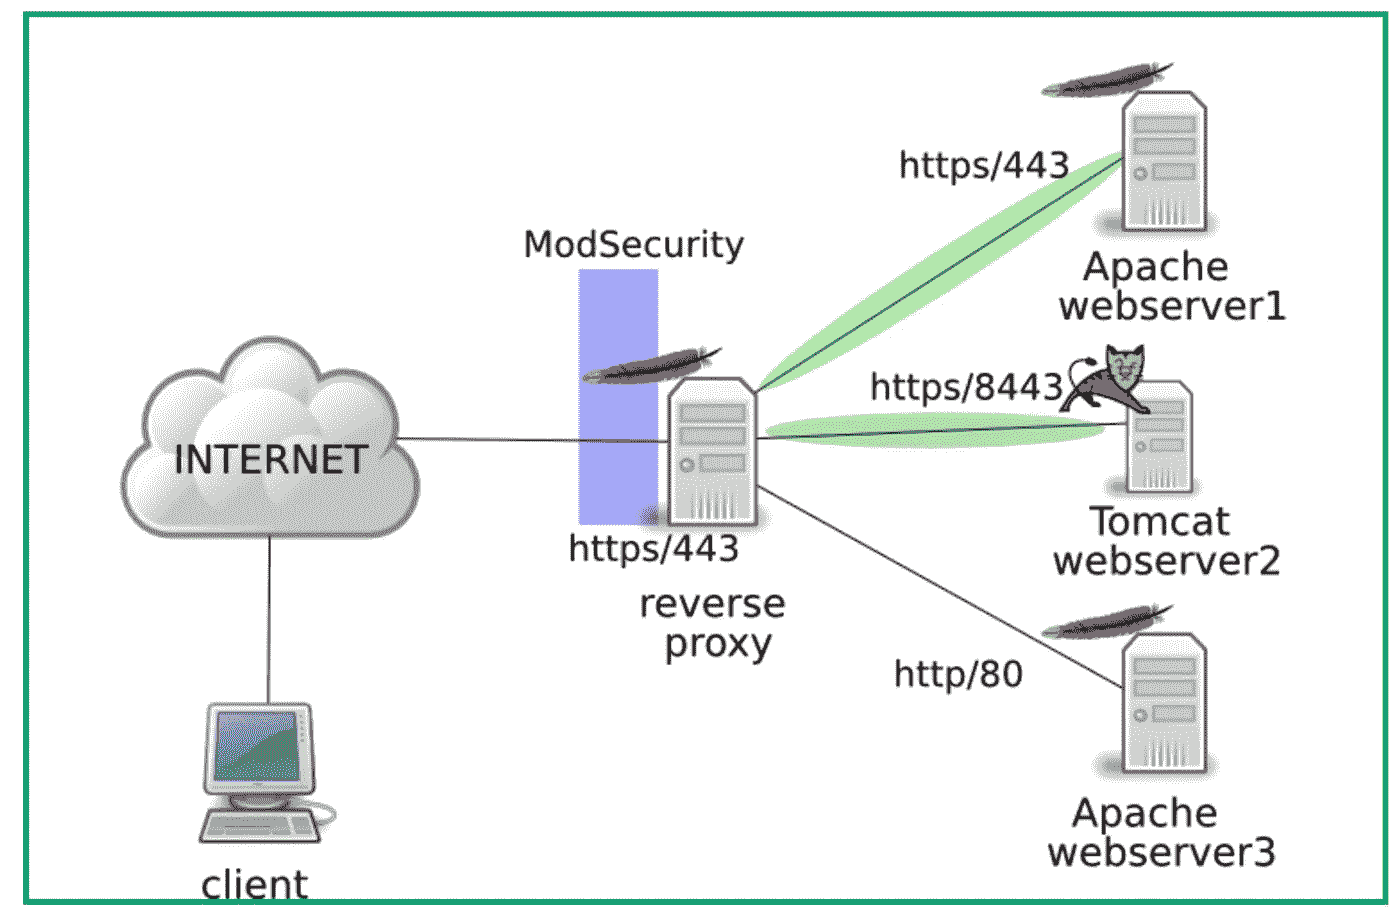 https/443
Apache
webserver1
ModSecurity
https/8443
INTERNET
Tomcat
webserver2
https/443
reverse
proxy
http/80
Apache
webserver3
client